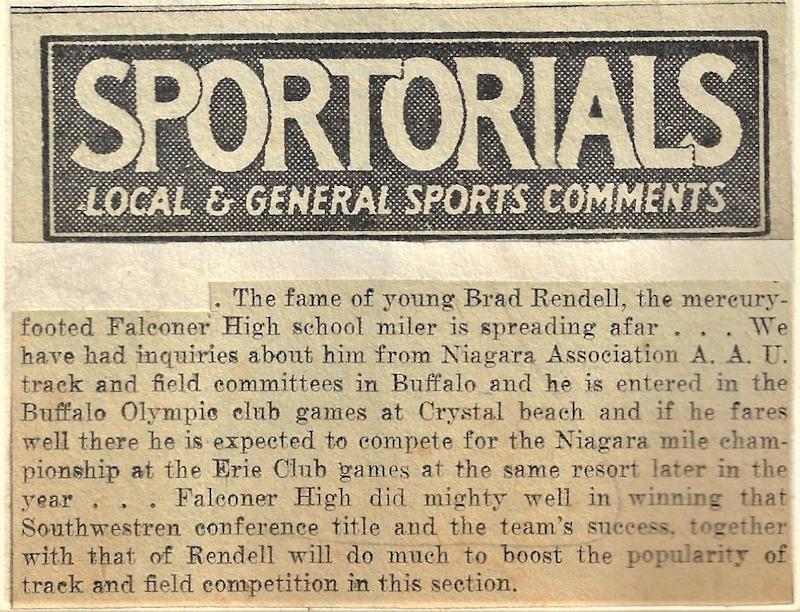 SPORTORIALS
LOCAL & GENERAL SPORTS COMMENTS
. The fame of young Brad Rendell, the mercury-
footed Falconer High school miler is spreading afar . . . We
have had inquiries about him from Niagara Association A. A. U.
track and field committees in Buffalo and he is entered in the
Buffalo Olympic club games at Crystal beach and if he fares
well there he is expected to compete for the Niagara mile cham-
pionship at the Erie Club games at the same resort later in the
year . . . Falconer High did mighty well in winning that
Southwestren conference title and the team's success, together
with that of Rendell will do much to boost the popularity of
track and field competition in this section.